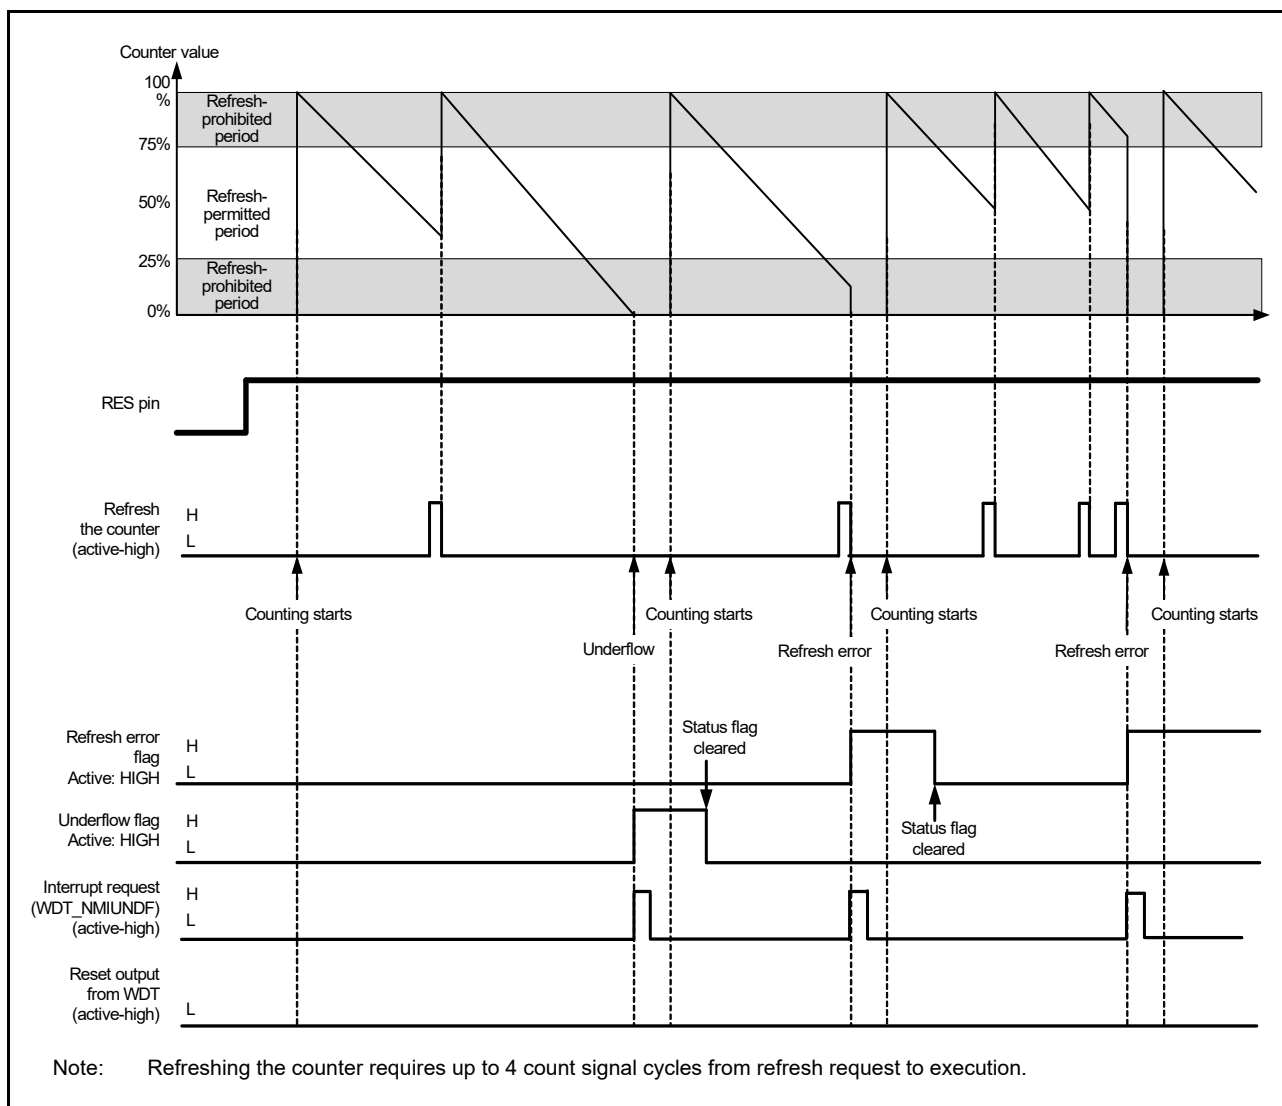 Counter value
100
%
Refresh-
prohibited
period
75%
50%
Refresh-
permitted
period
25%
Refresh-
prohibited
period
0%
RES pin
Refresh
the counter
(active-high)
H
L
Counting starts
Counting starts
Counting starts
Counting starts
Underflow
Refresh error
Refresh error
Refresh error
flag
Active: HIGH
H
L
Status flag
cleared
Underflow flag
Active: HIGH
H
L
Status flag
cleared
Interrupt request
(WDT_NMIUNDF)
(active-high)
H
L
Reset output
from WDT
(active-high)
L
Note: Refreshing the counter requires up to 4 count signal cycles from refresh request to execution.